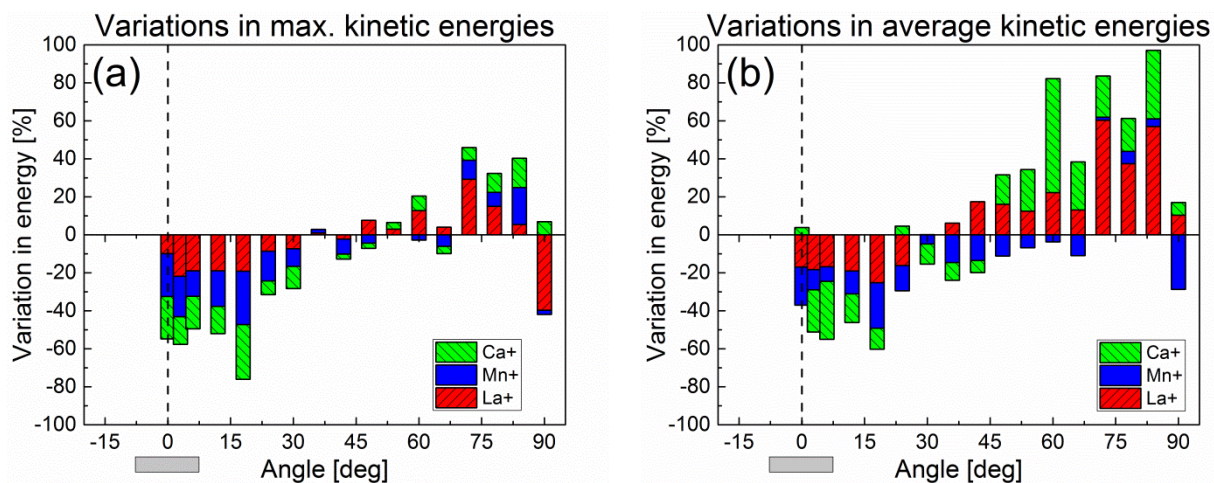 Variations in max. kinetic energies
(a)
Variation in energy [%]
100
80
60
40
20
0
-20
-40
-60
-80
-100
Ca+
Mn+
La+
-15 0 15 30 45 60 75 90
Angle [deg]
Variations in average kinetic energies
(b)
Variation in energy [%]
100
80
60
40
20
0
-20
-40
-60
-80
-100
Ca+
Mn+
La+
-15 0 15 30 45 60 75 90
Angle [deg]